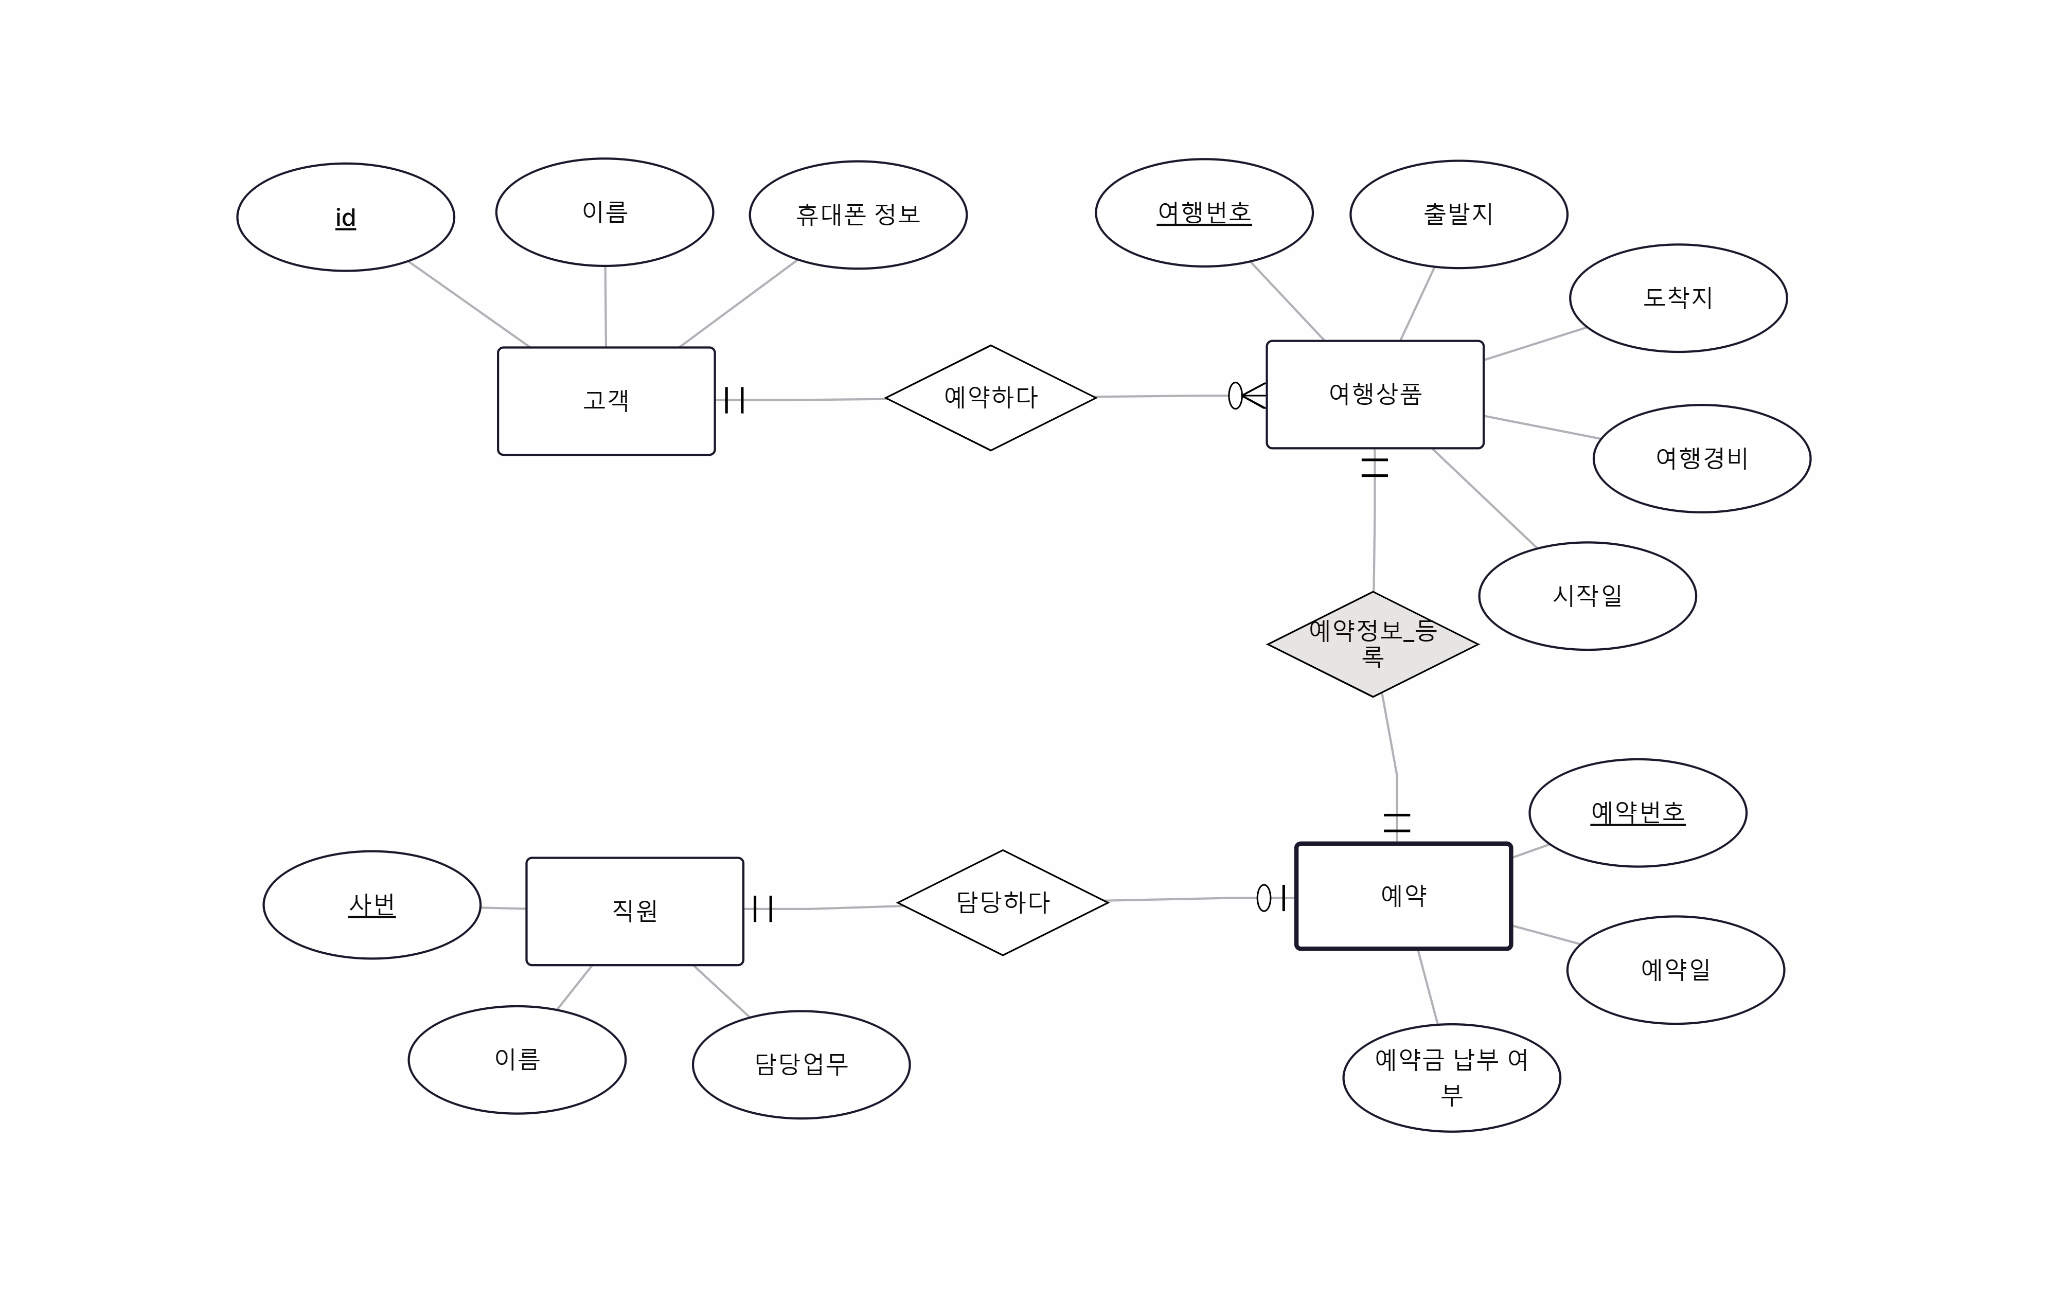 id
이름
휴대폰 정보
여행번호
출발지
도착지
고객
예약하다
여행상품
여행경비
시작일
예약정보_등
록
예약번호
사번
직원
담당하다
예약
예약일
이름
담당업무
예약금 납부 여
부